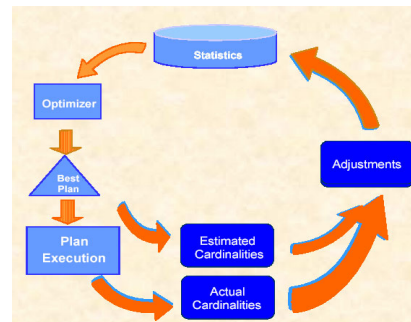 Statistics
Optimizer
Best
Plan
Plan
Execution
Estimated
Cardinalities
Actual
Cardinalities
Adjustments